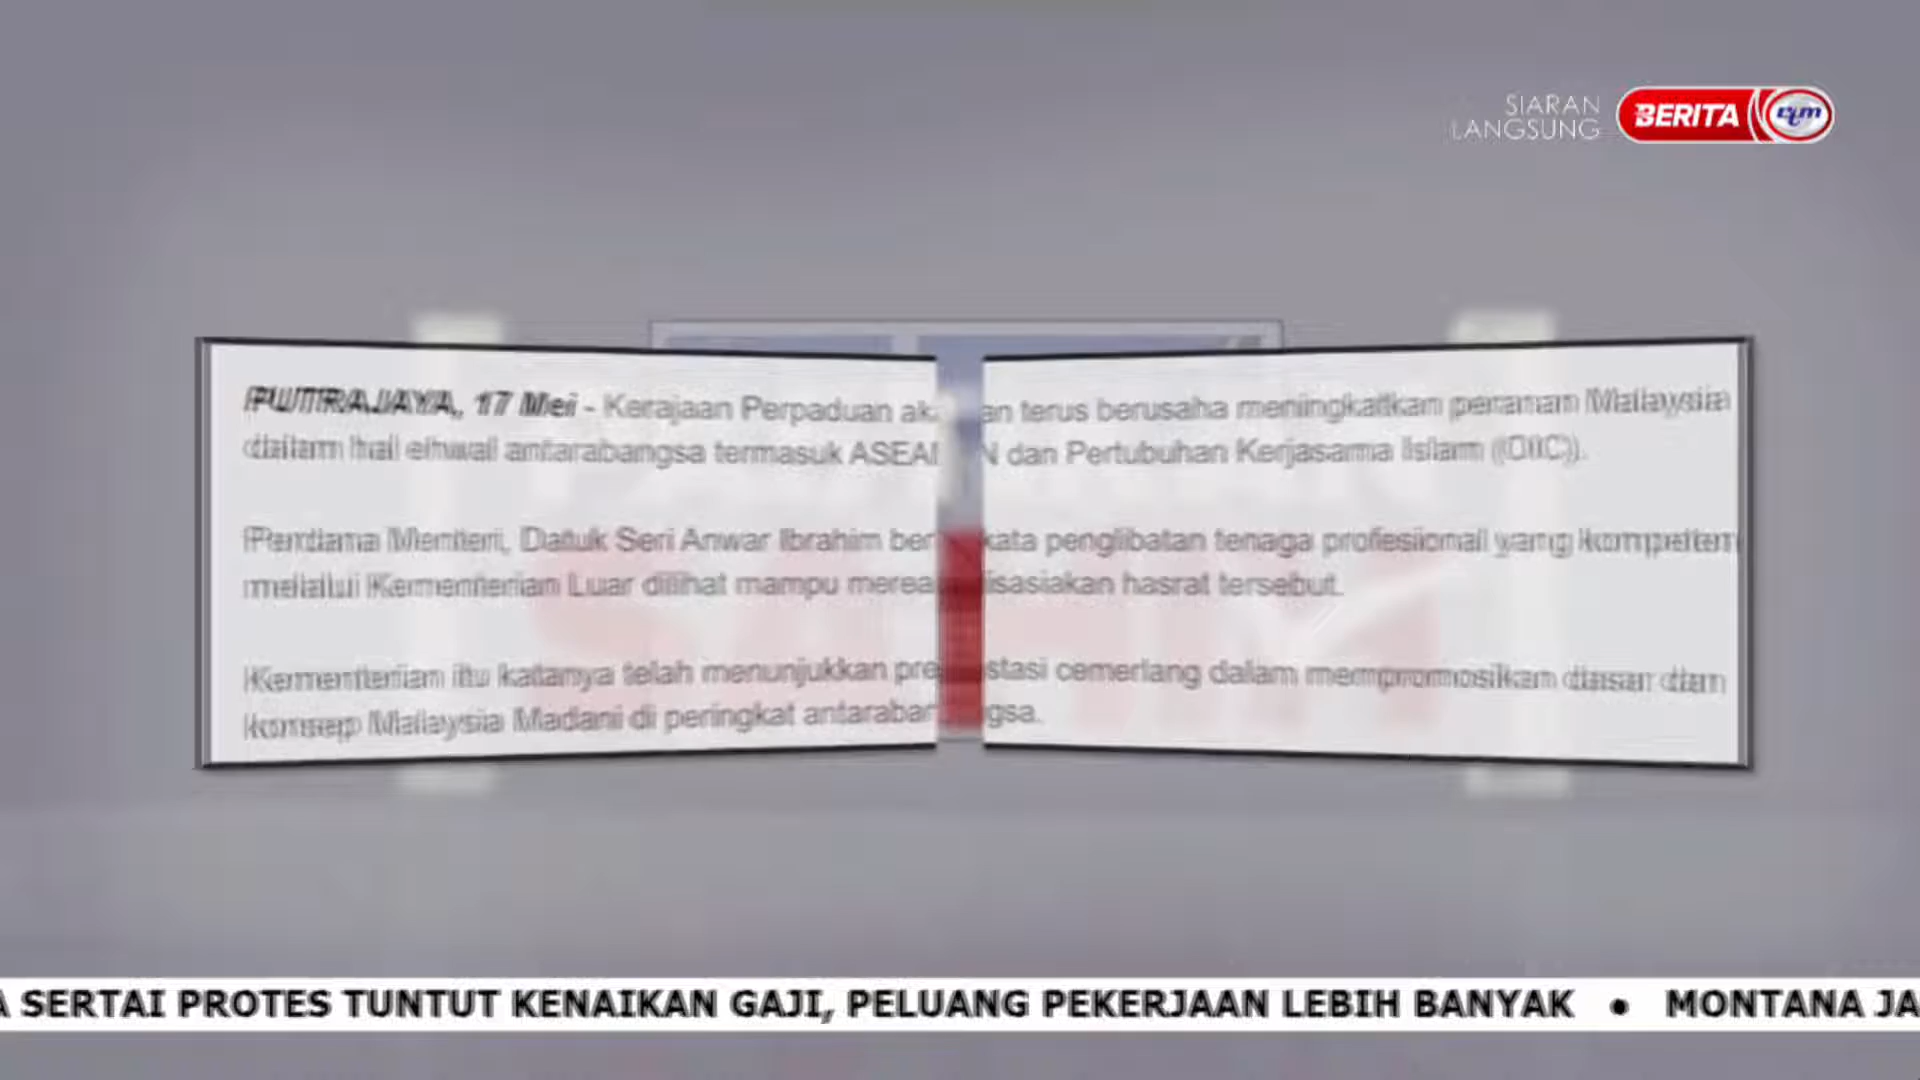 SIARAN
LANGSUNG
BERITA rtm
PUTRAJAYA, 17 Mei - Kerajaan Perpaduan akan terus berusaha meningkatkan peranan Malaysia
dalam hal ehwal antarabangsa termasuk ASEAN dan Pertubuhan Kerjasama Islam (OIC).
Perdana Menteri, Datuk Seri Anwar Ibrahim berkata penglibatan tenaga profesional yang kompeten
melalui Kementerian Luar dilihat mampu merealisasiakan hasrat tersebut.
Kementerian itu katanya telah menunjukkan prestasi cemerlang dalam mempromosikan dasar dan
konsep Malaysia Madani di peringkat antarabangsa.
A SERTAI PROTES TUNTUT KENAIKAN GAJI, PELUANG PEKERJAAN LEBIH BANYAK • MONTANA JA